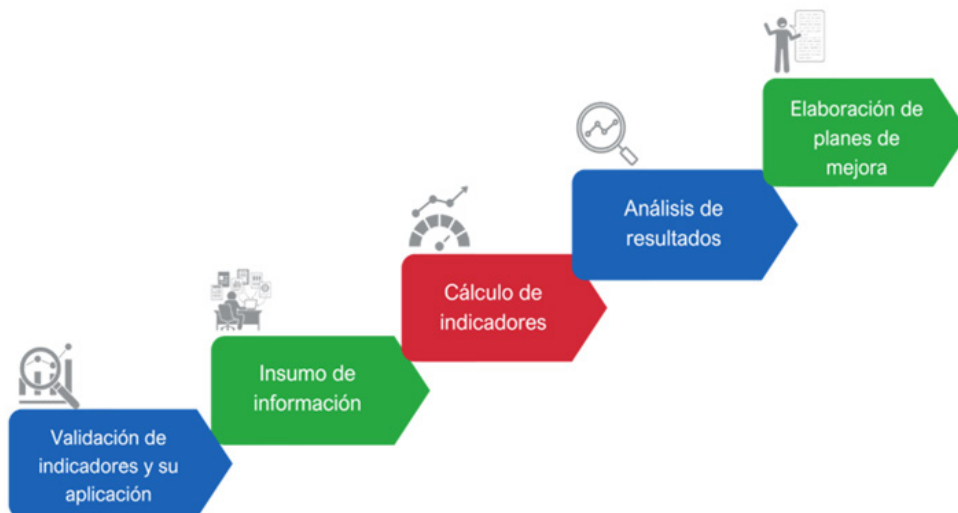 Validación de
indicadores y su
aplicación
Insumo de
información
Cálculo de
indicadores
Análisis de
resultados
Elaboración de
planes de
mejora